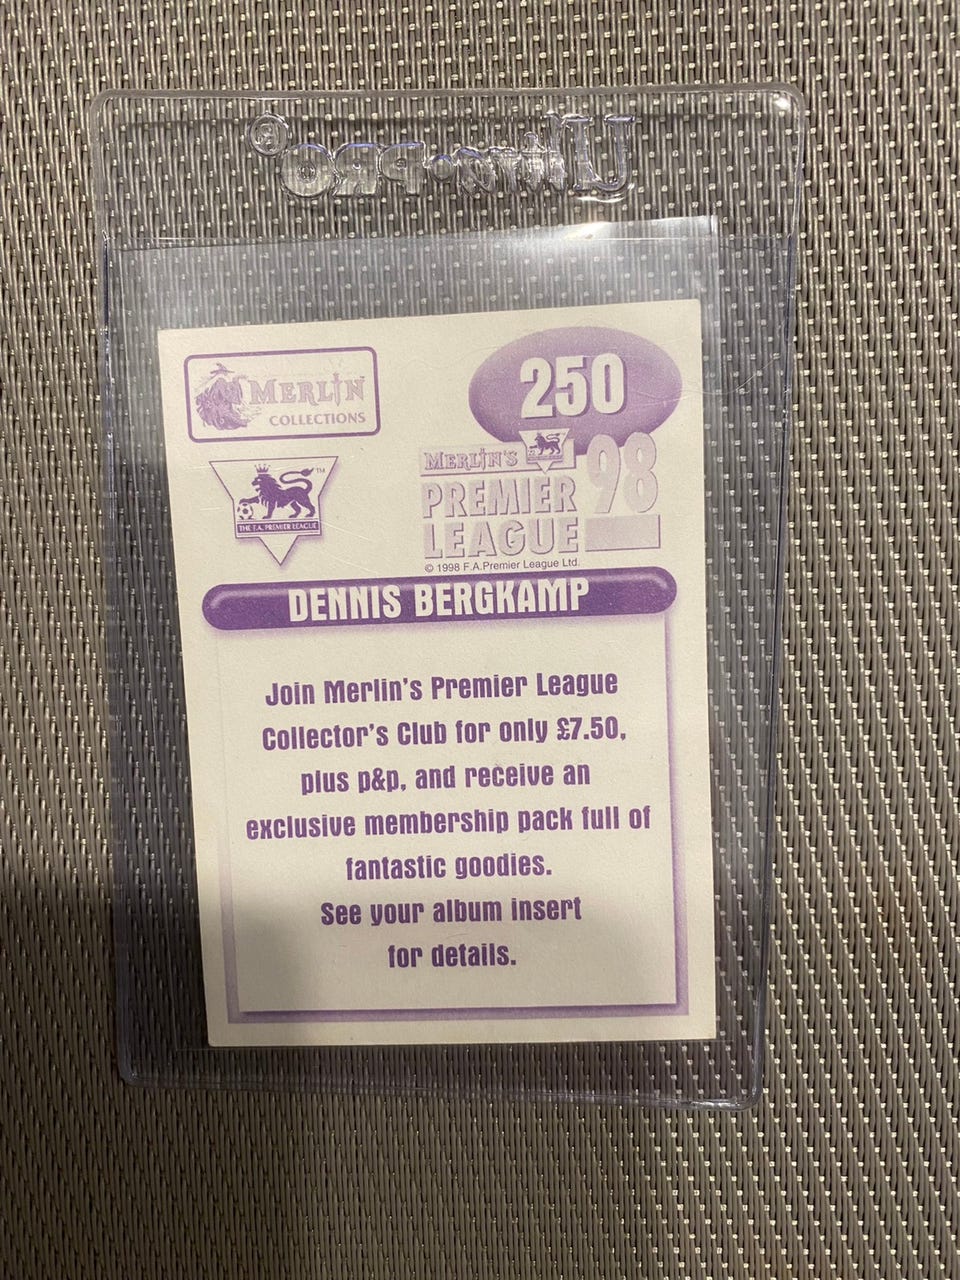 Ultra•PRO®
MERLIN™
COLLECTIONS
250
THE F.A. PREMIER LEAGUE
TM
MERLIN'S
98
PREMIER
LEAGUE
© 1998 F.A.Premier League Ltd.
DENNIS BERGKAMP
Join Merlin's Premier League
Collector's Club for only £7.50,
plus p&p, and receive an
exclusive membership pack full of
fantastic goodies.
See your album insert
for details.